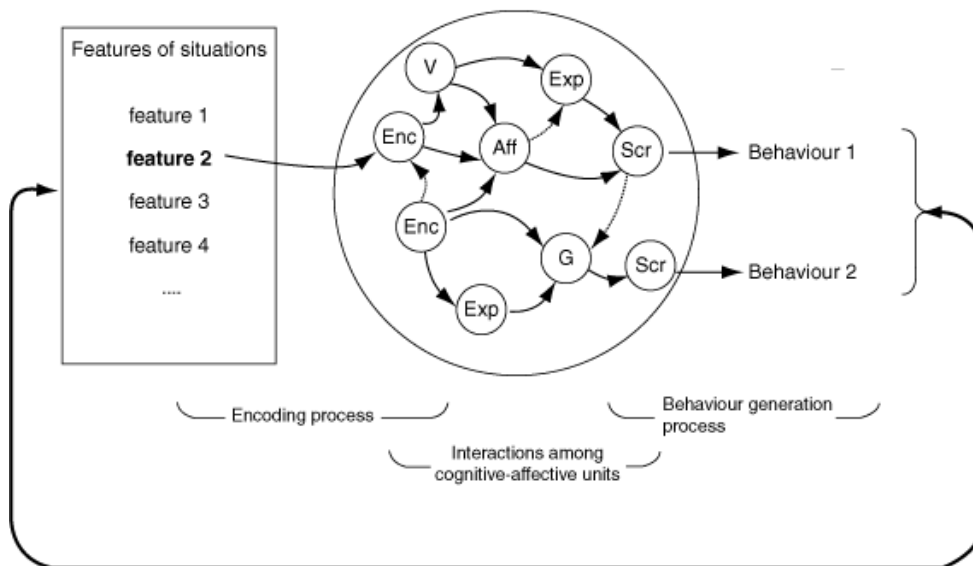 Features of situations
feature 1
feature 2
feature 3
feature 4
....
V
Exp
Enc
Aff
Scr
Enc
G
Scr
Exp
Behaviour 1
Behaviour 2
Encoding process
Behaviour generation
process
Interactions among
cognitive-affective units